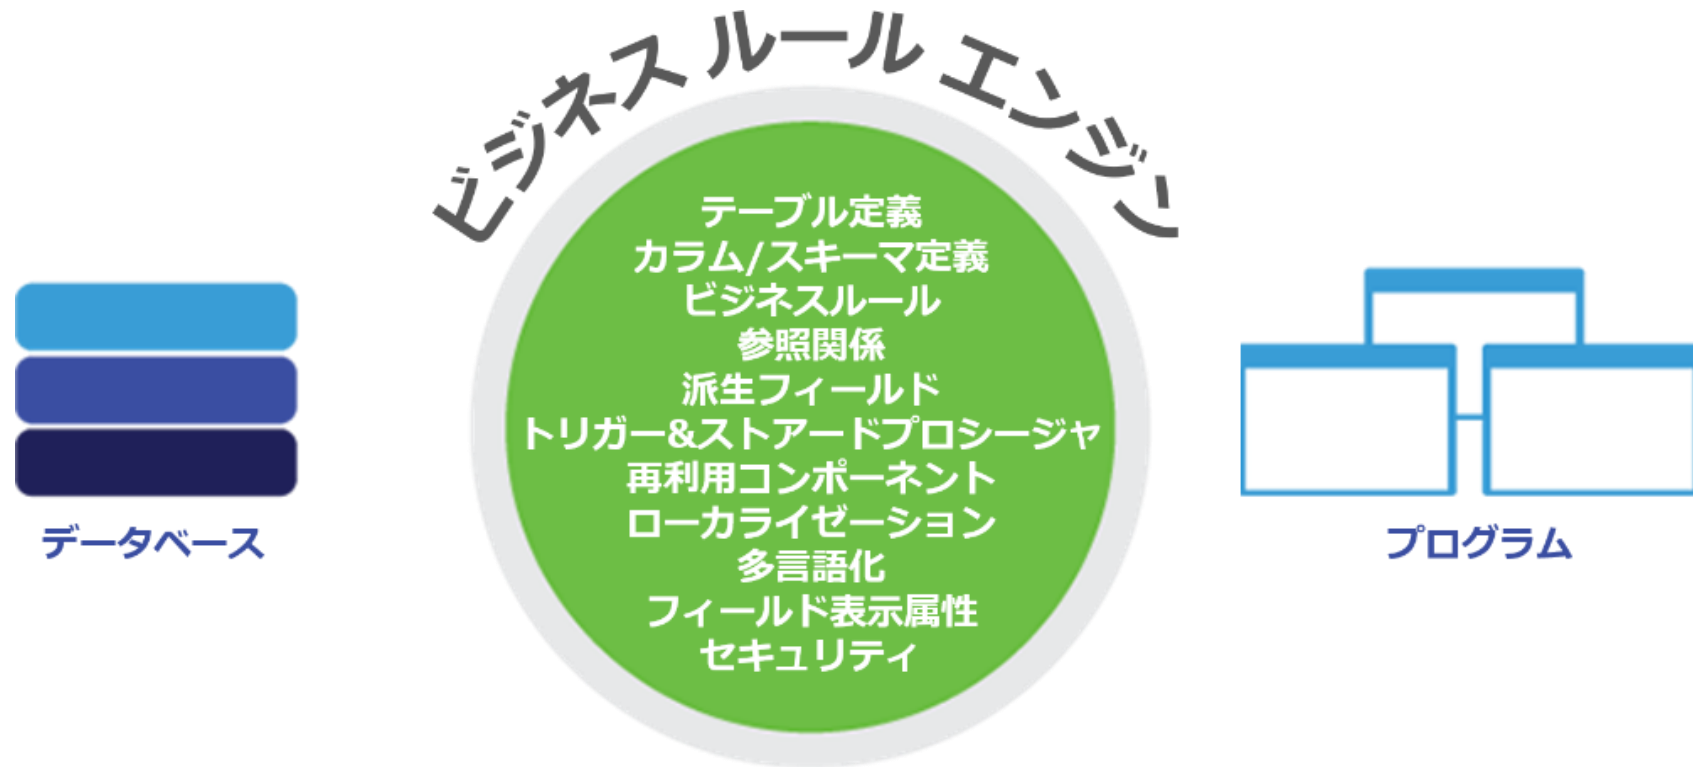 ビジネス ルール エンジン
テーブル定義
カラム/スキーマ定義
ビジネスルール
参照関係
派生フィールド
トリガー&ストアードプロシージャ
再利用コンポーネント
ローカライゼーション
多言語化
フィールド表示属性
セキュリティ
データベース
プログラム